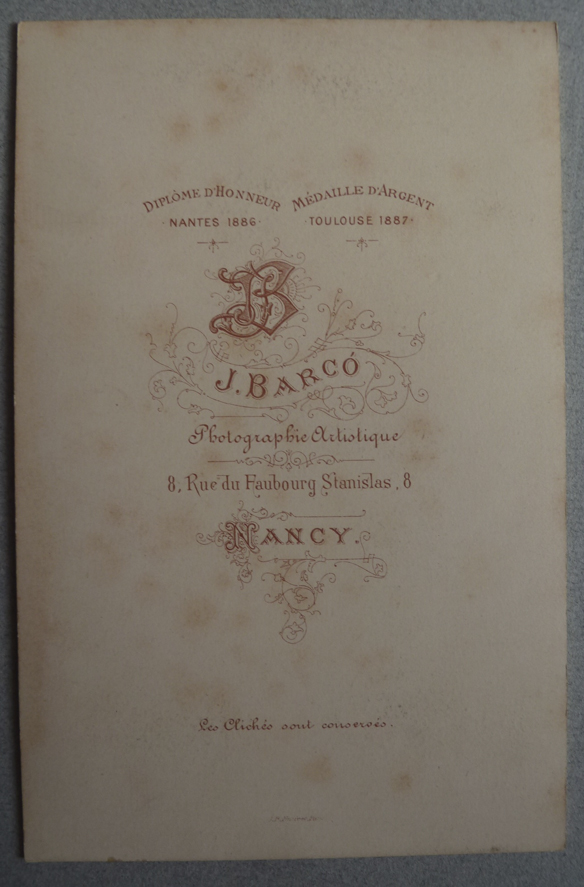 DIPLÔME D'HONNEUR MÉDAILLE D'ARGENT
NANTES 1886 TOULOUSE 1887
B
J. BARCÓ
Photographie Artistique
8, Rue du Faubourg Stanislas, 8
NANCY.
Les Clichés sont conservés.